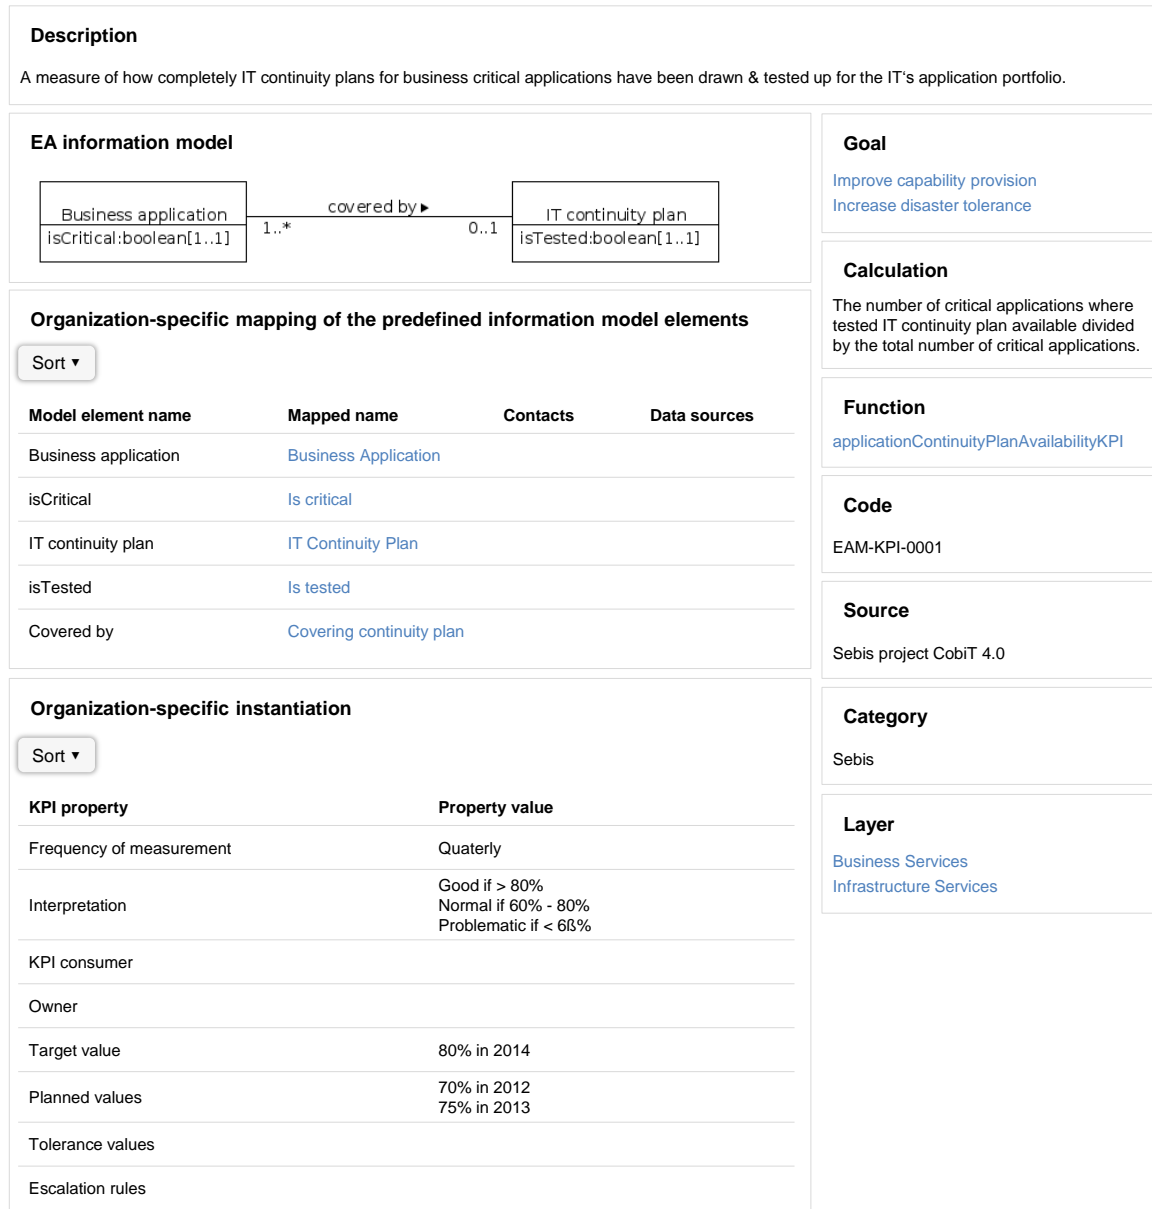 Description
A measure of how completely IT continuity plans for business critical applications have been drawn & tested up for the IT‘s application portfolio.
EA information model
Business application
isCritical:boolean[1..1]
covered by ▸
1..*
0..1
IT continuity plan
isTested:boolean[1..1]
Organization-specific mapping of the predefined information model elements
Sort ▾
Model element name Mapped name Contacts Data sources
Business application Business Application
isCritical Is critical
IT continuity plan IT Continuity Plan
isTested Is tested
Covered by Covering continuity plan
Organization-specific instantiation
Sort ▾
KPI property Property value
Frequency of measurement Quaterly
Interpretation
Good if > 80%
Normal if 60% - 80%
Problematic if < 6ß%
KPI consumer
Owner
Target value 80% in 2014
Planned values
70% in 2012
75% in 2013
Tolerance values
Escalation rules
Goal
Improve capability provision
Increase disaster tolerance
Calculation
The number of critical applications where
tested IT continuity plan available divided
by the total number of critical applications.
Function
applicationContinuityPlanAvailabilityKPI
Code
EAM-KPI-0001
Source
Sebis project CobiT 4.0
Category
Sebis
Layer
Business Services
Infrastructure Services